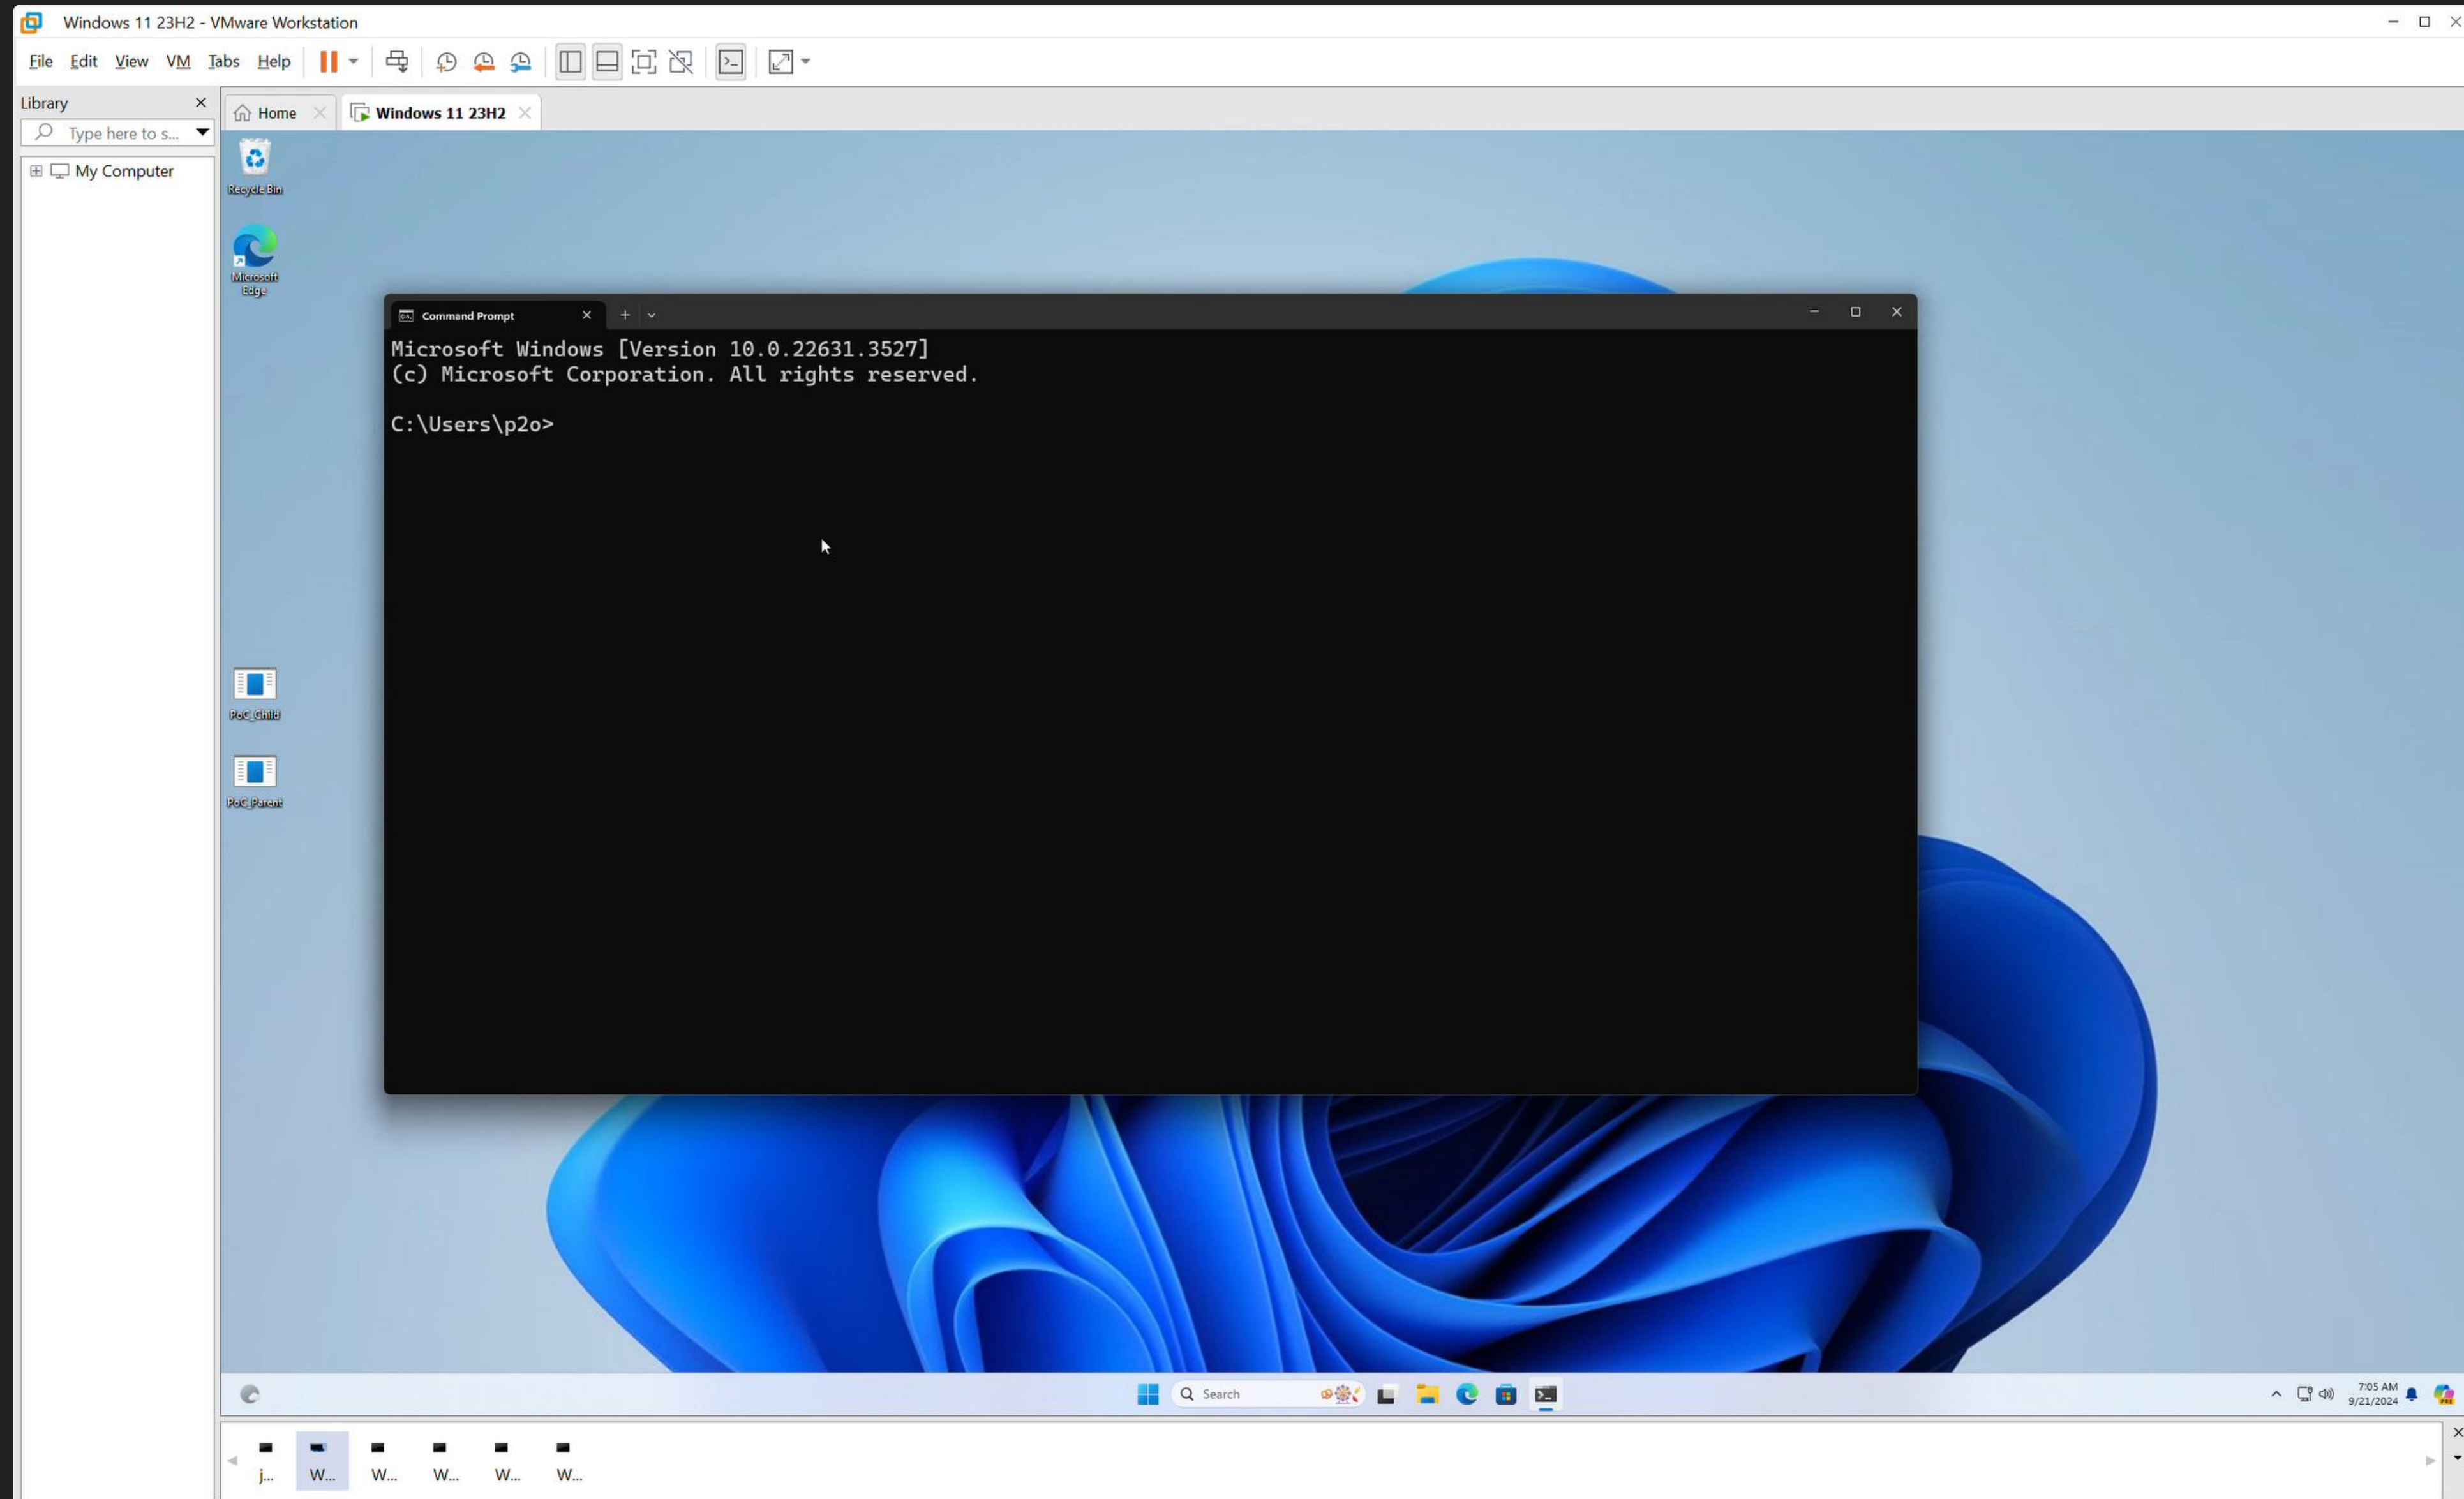 Windows 11 23H2 - VMware Workstation
File Edit View VM Tabs Help
Library
Home
Windows 11 23H2
Type here to s...
My Computer
Recycle Bin
Microsoft
Edge
Command Prompt
Microsoft Windows [Version 10.0.22631.3527]
(c) Microsoft Corporation. All rights reserved.
C:\Users\p2o>
PoC_Child
PoC_Parent
Search
7:05 AM
9/21/2024
PRE
j...
W...
W...
W...
W...
W...